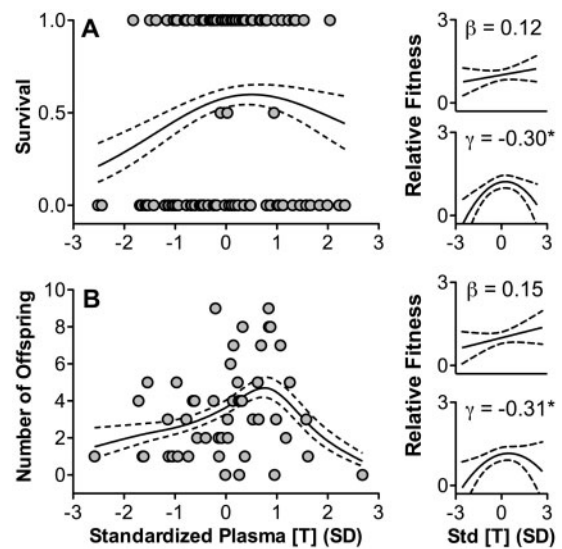 A
1.0
0.5
0.0
Survival
-3 -2 -1 0 1 2 3
β = 0.12
3
0
γ = -0.30*
3
0
-3 0 3
Relative Fitness
B
10
8
6
4
2
0
Number of Offspring
-3 -2 -1 0 1 2 3
Standardized Plasma [T] (SD)
β = 0.15
3
0
γ = -0.31*
3
0
-3 0 3
Relative Fitness
Std [T] (SD)